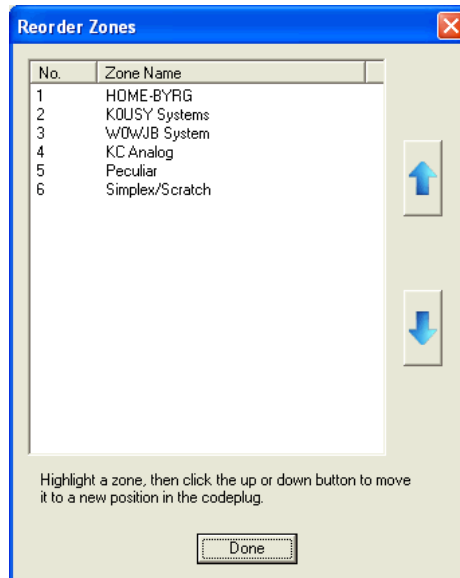 Reorder Zones
No. Zone Name
1 HOME-BYRG
2 K0USY Systems
3 W0WJB System
4 KC Analog
5 Peculiar
6 Simplex/Scratch
Highlight a zone, then click the up or down button to move
it to a new position in the codeplug.
Done